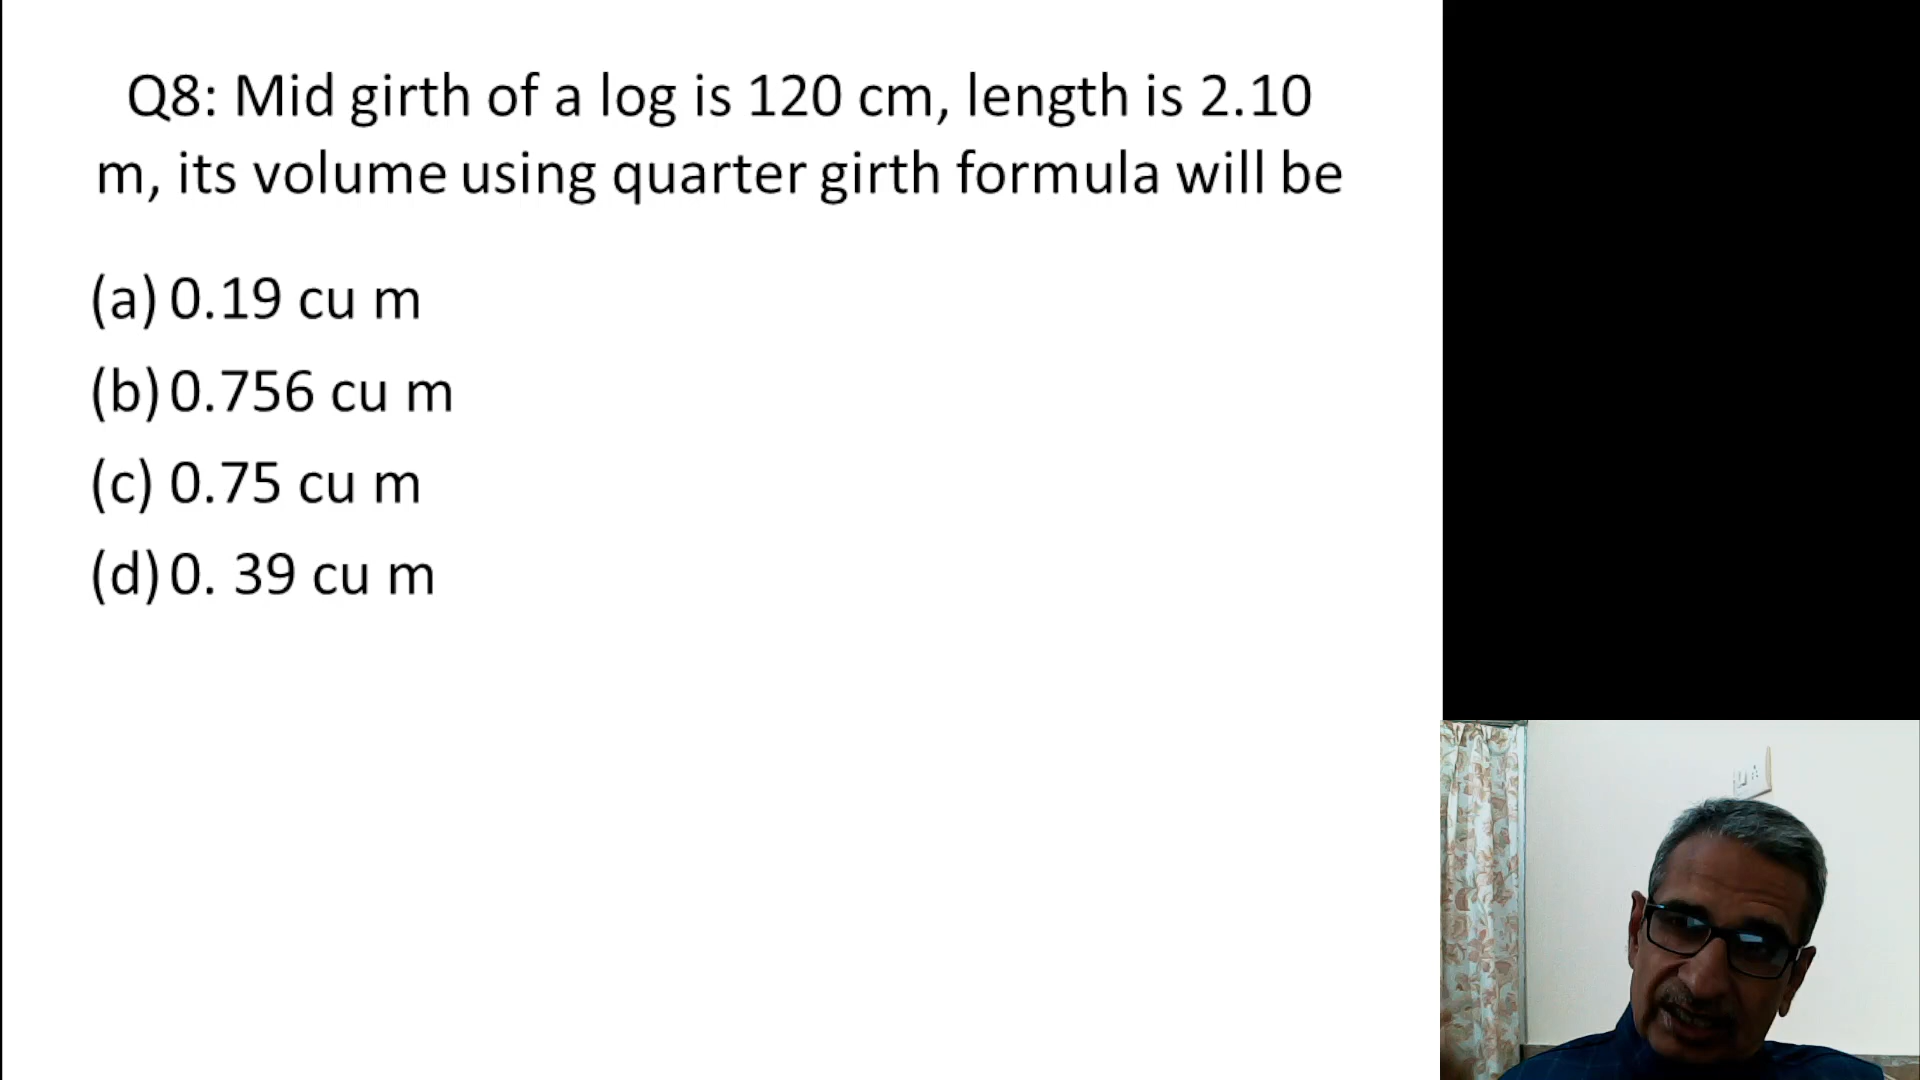 Q8: Mid girth of a log is 120 cm, length is 2.10
m, its volume using quarter girth formula will be
(a) 0.19 cu m
(b) 0.756 cu m
(c) 0.75 cu m
(d) 0. 39 cu m